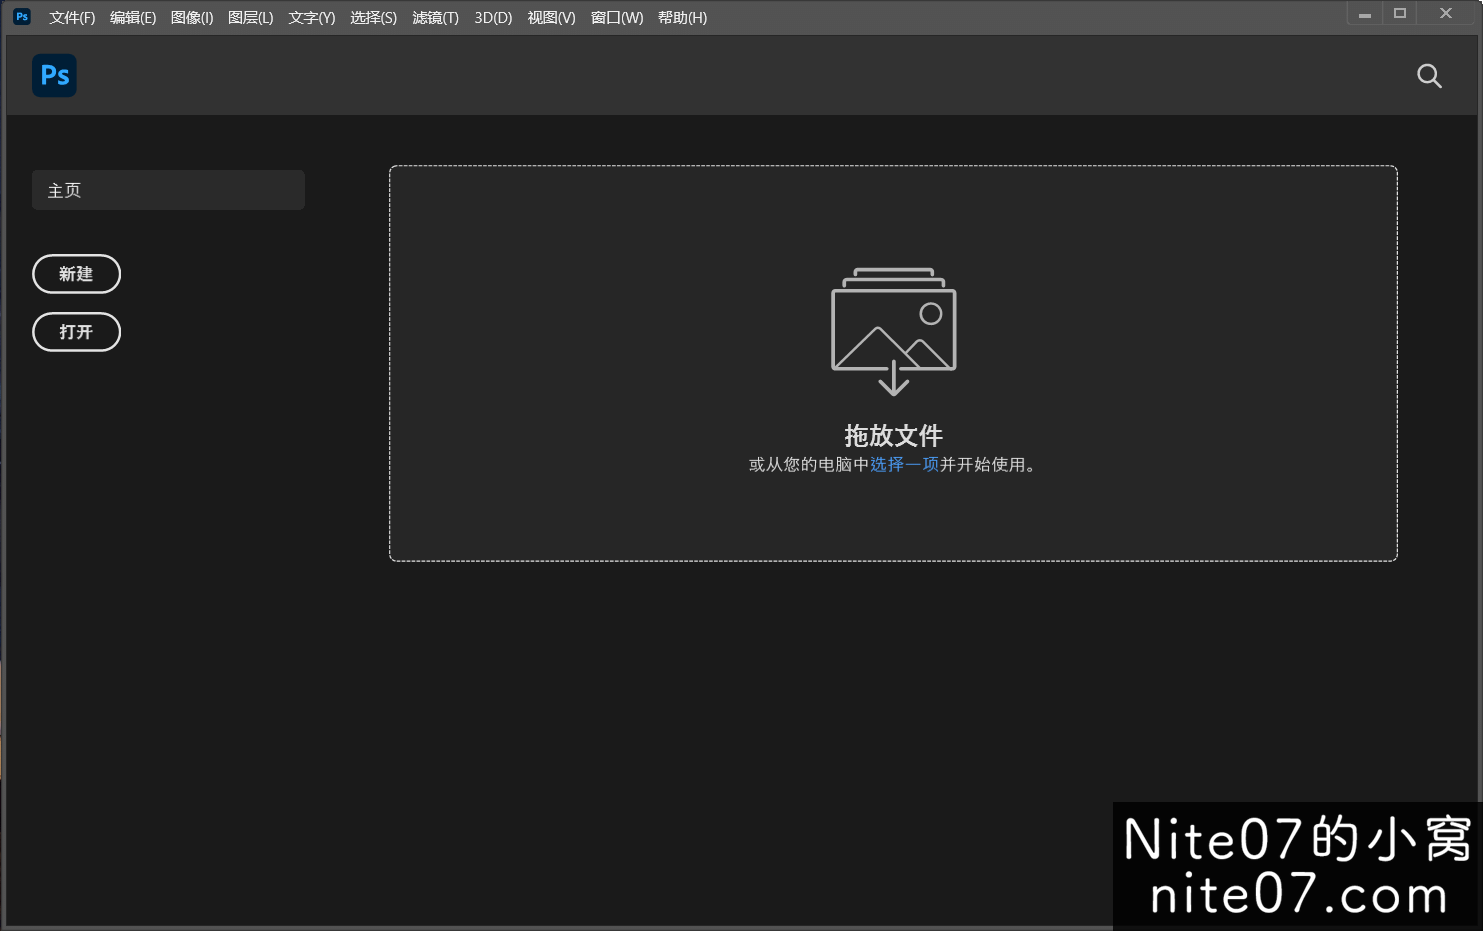 Ps 文件(F) 编辑(E) 图像(I) 图层(L) 文字(Y) 选择(S) 滤镜(T) 3D(D) 视图(V) 窗口(W) 帮助(H)
Ps
主页
新建
打开
拖放文件
或从您的电脑中选择一项并开始使用。
Nite07的小窝
nite07.com